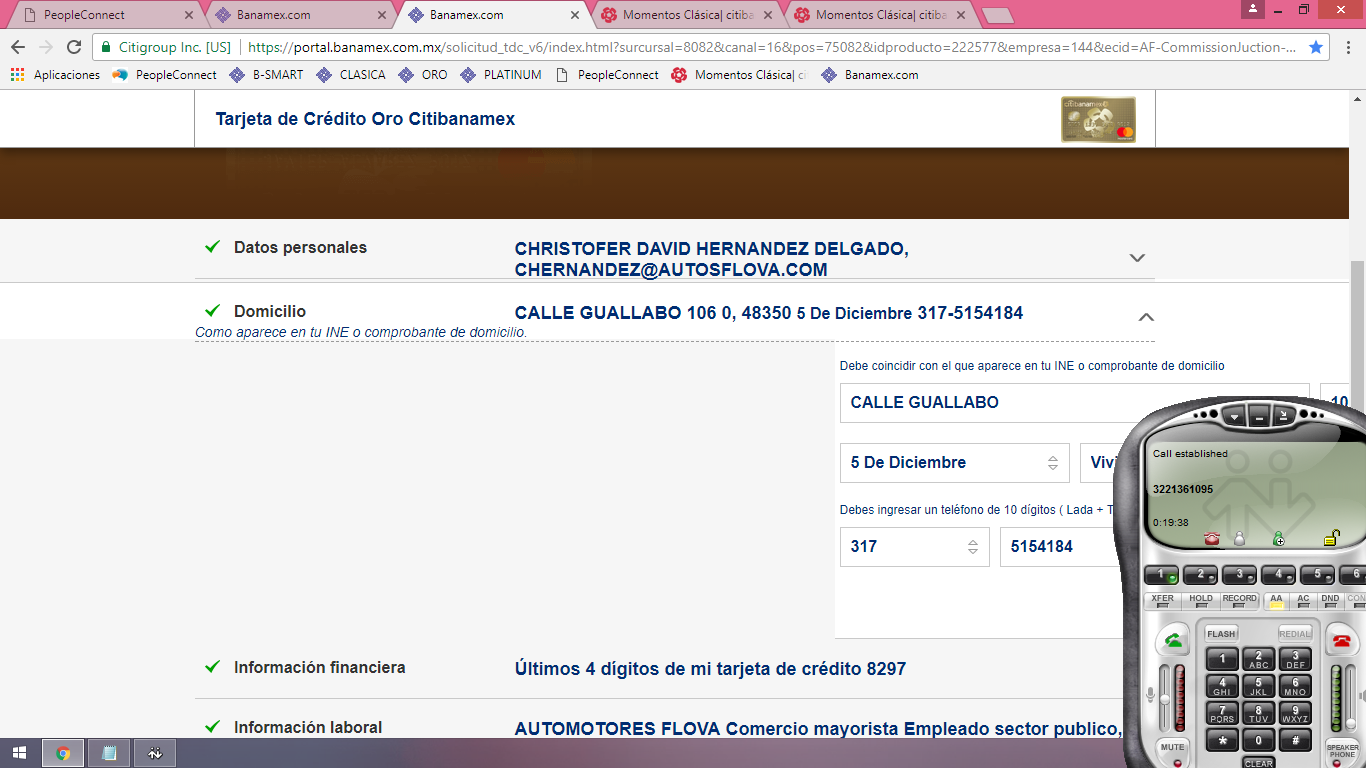 PeopleConnect
Banamex.com
Banamex.com
Momentos Clásica| citiba
Momentos Clásica| citiba
Citigroup Inc. [US]
https://portal.banamex.com.mx/solicitud_tdc_v6/index.html?surcursal=8082&canal=16&pos=75082&idproducto=222577&empresa=144&ecid=AF-CommissionJuction-...
Aplicaciones PeopleConnect B-SMART CLASICA ORO PLATINUM PeopleConnect Momentos Clásica| ci Banamex.com
Tarjeta de Crédito Oro Citibanamex
citibanamex
Datos personales
CHRISTOFER DAVID HERNANDEZ DELGADO,
CHERNANDEZ@AUTOSFLOVA.COM
Domicilio
CALLE GUALLABO 106 0, 48350 5 De Diciembre 317-5154184
Como aparece en tu INE o comprobante de domicilio.
Debe coincidir con el que aparece en tu INE o comprobante de domicilio
CALLE GUALLABO
10
5 De Diciembre
Vivi
Debes ingresar un teléfono de 10 dígitos ( Lada + T
317
5154184
Información financiera
Últimos 4 dígitos de mi tarjeta de crédito 8297
Información laboral
AUTOMOTORES FLOVA Comercio mayorista Empleado sector publico,
Call established
3221361095
0:19:38
1 2 3 4 5 6
XFER HOLD RECORD AA AC DND CON
FLASH REDIAL
1 2 ABC 3 DEF
4 GHI 5 JKL 6 MNO
7 PQRS 8 TUV 9 WXYZ
* 0 #
MUTE
CLEAR
SPEAKER
PHONE